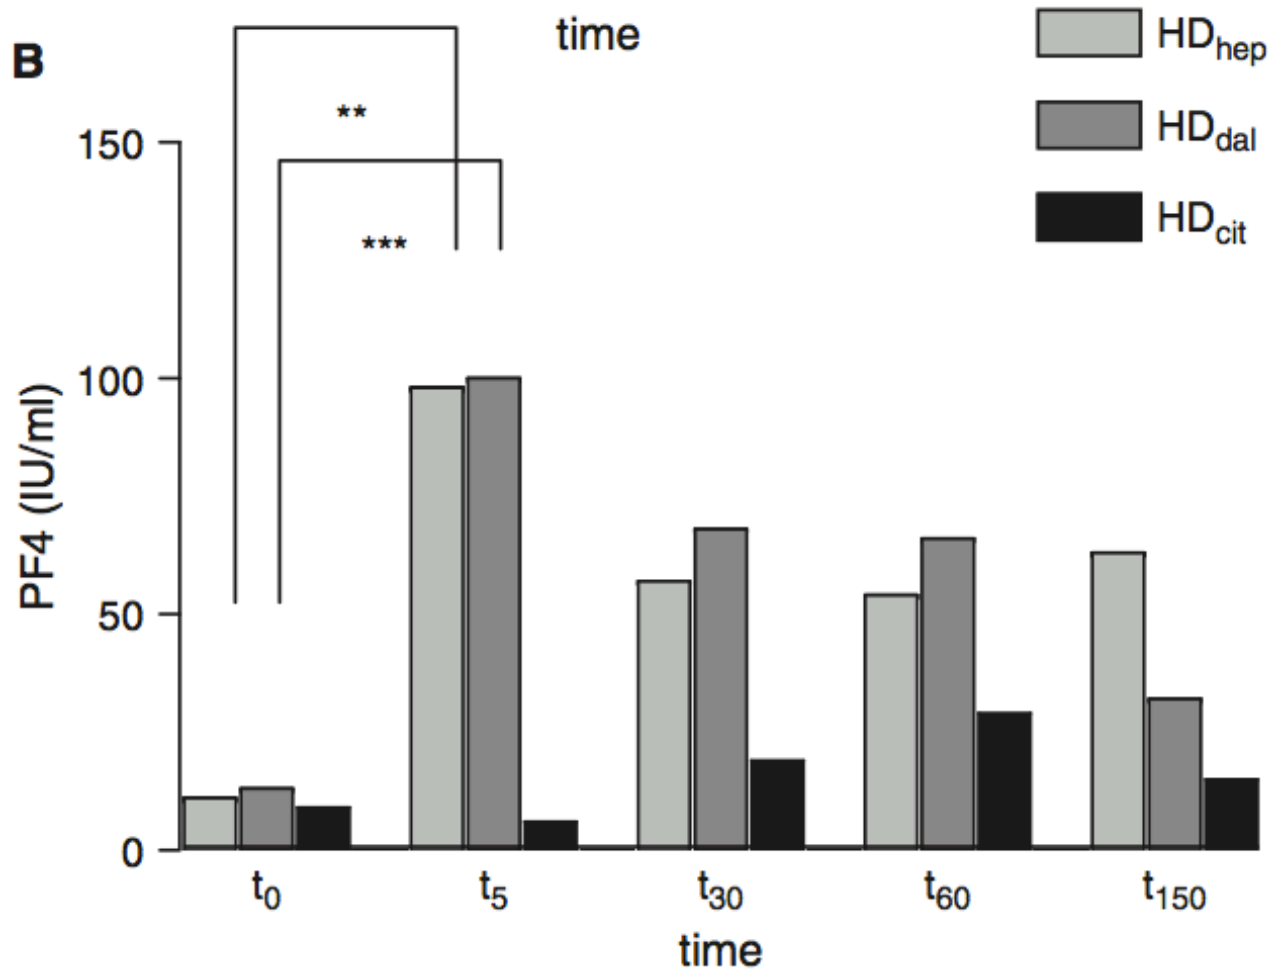 B
time
HDhep
HDdal
HDcit
**
***
150
100
50
0
PF4 (IU/ml)
t0 t5 t30 t60 t150
time